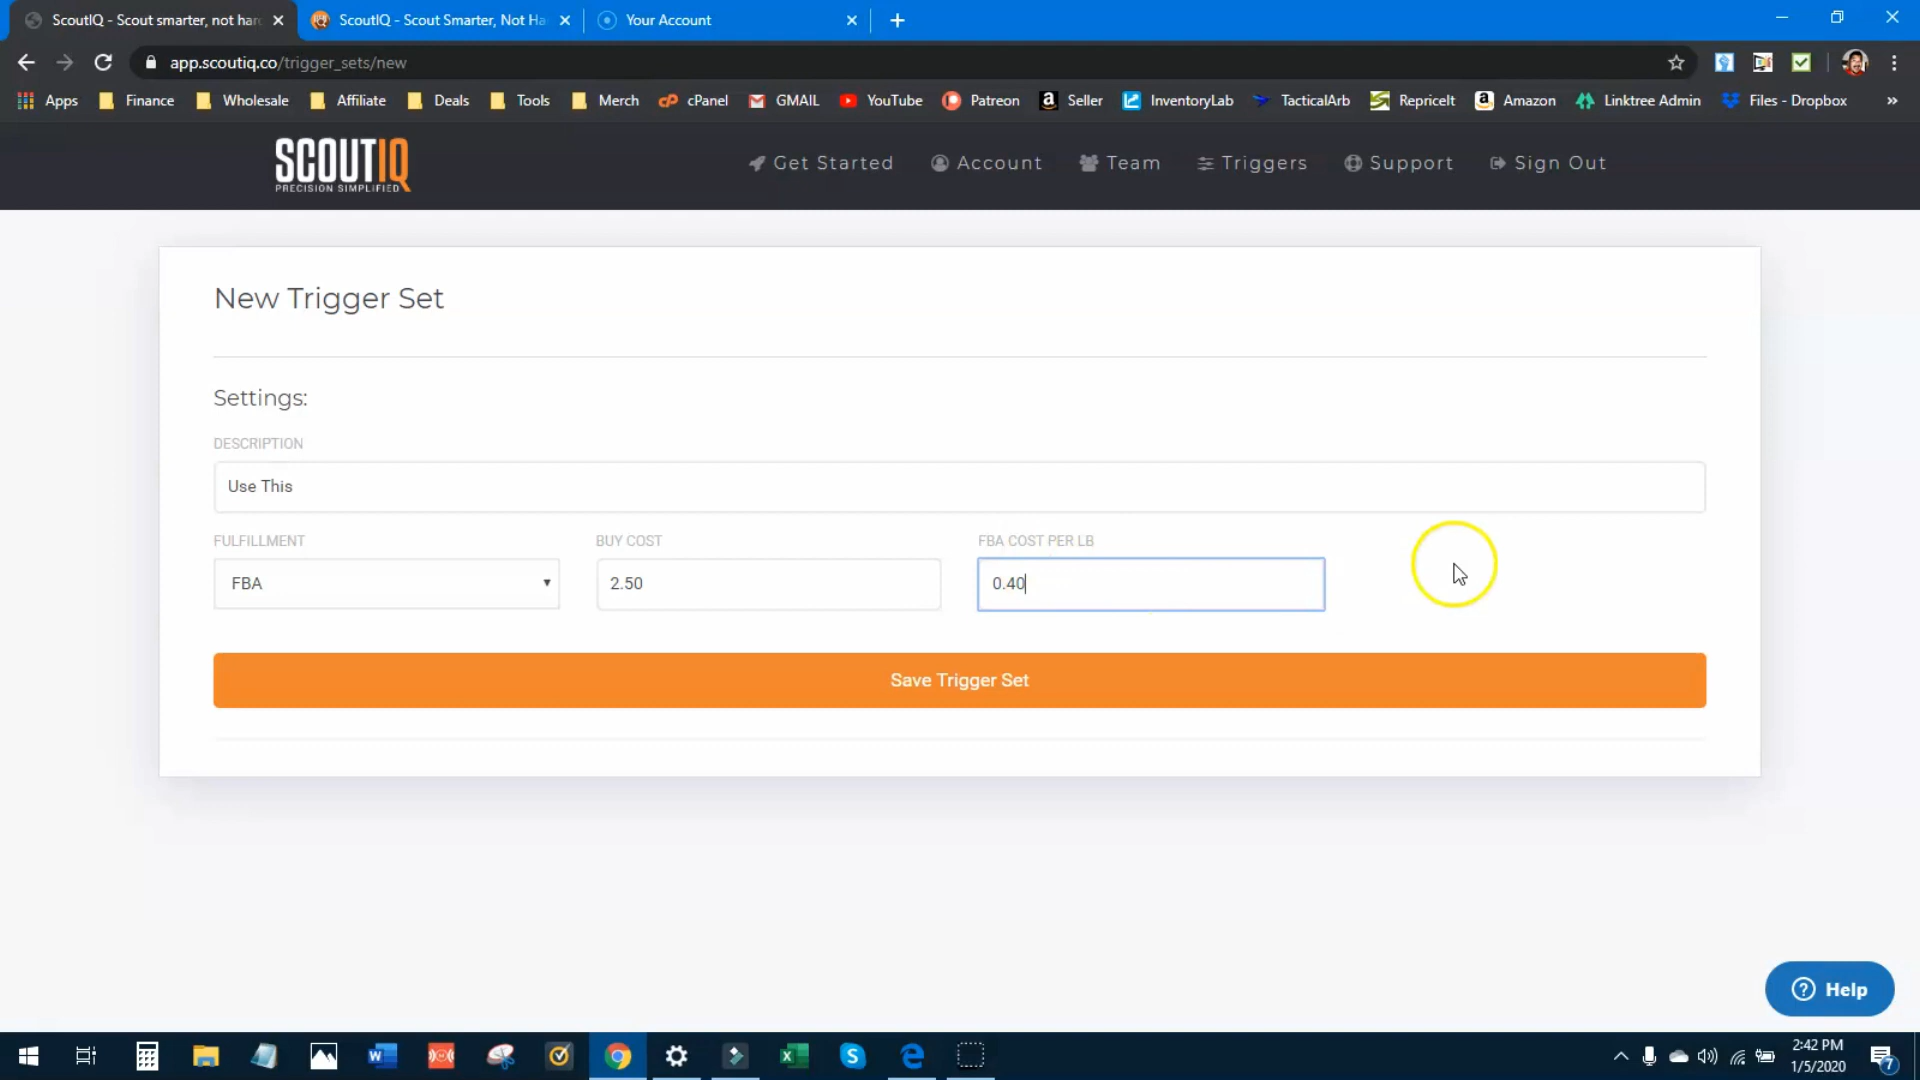 ScoutIQ - Scout smarter, not har
ScoutIQ - Scout Smarter, Not Ha
Your Account
app.scoutiq.co/trigger_sets/new
Apps
Finance
Wholesale
Affiliate
Deals
Tools
Merch
cPanel
GMAIL
YouTube
Patreon
Seller
InventoryLab
TacticalArb
RepriceIt
Amazon
Linktree Admin
Files - Dropbox
»
SCOUTIQ
PRECISION SIMPLIFIED
Get Started
Account
Team
Triggers
Support
Sign Out
New Trigger Set
Settings:
DESCRIPTION
Use This
FULFILLMENT
BUY COST
FBA COST PER LB
FBA
2.50
0.40
Save Trigger Set
Help
2:42 PM
1/5/2020
7